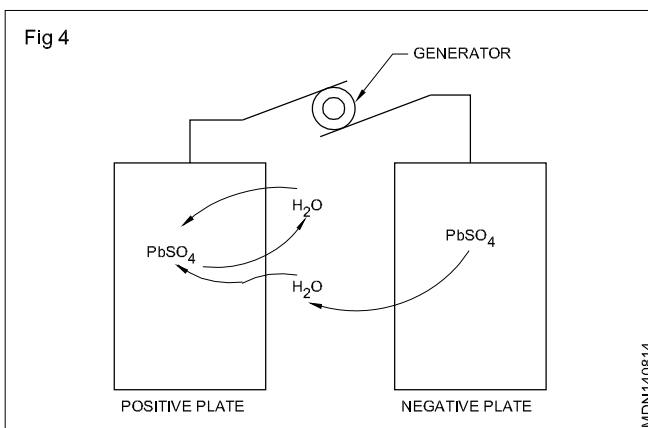 Fig 4
GENERATOR
H₂O
PbSO₄
PbSO₄
H₂O
POSITIVE PLATE
NEGATIVE PLATE
MDN140814